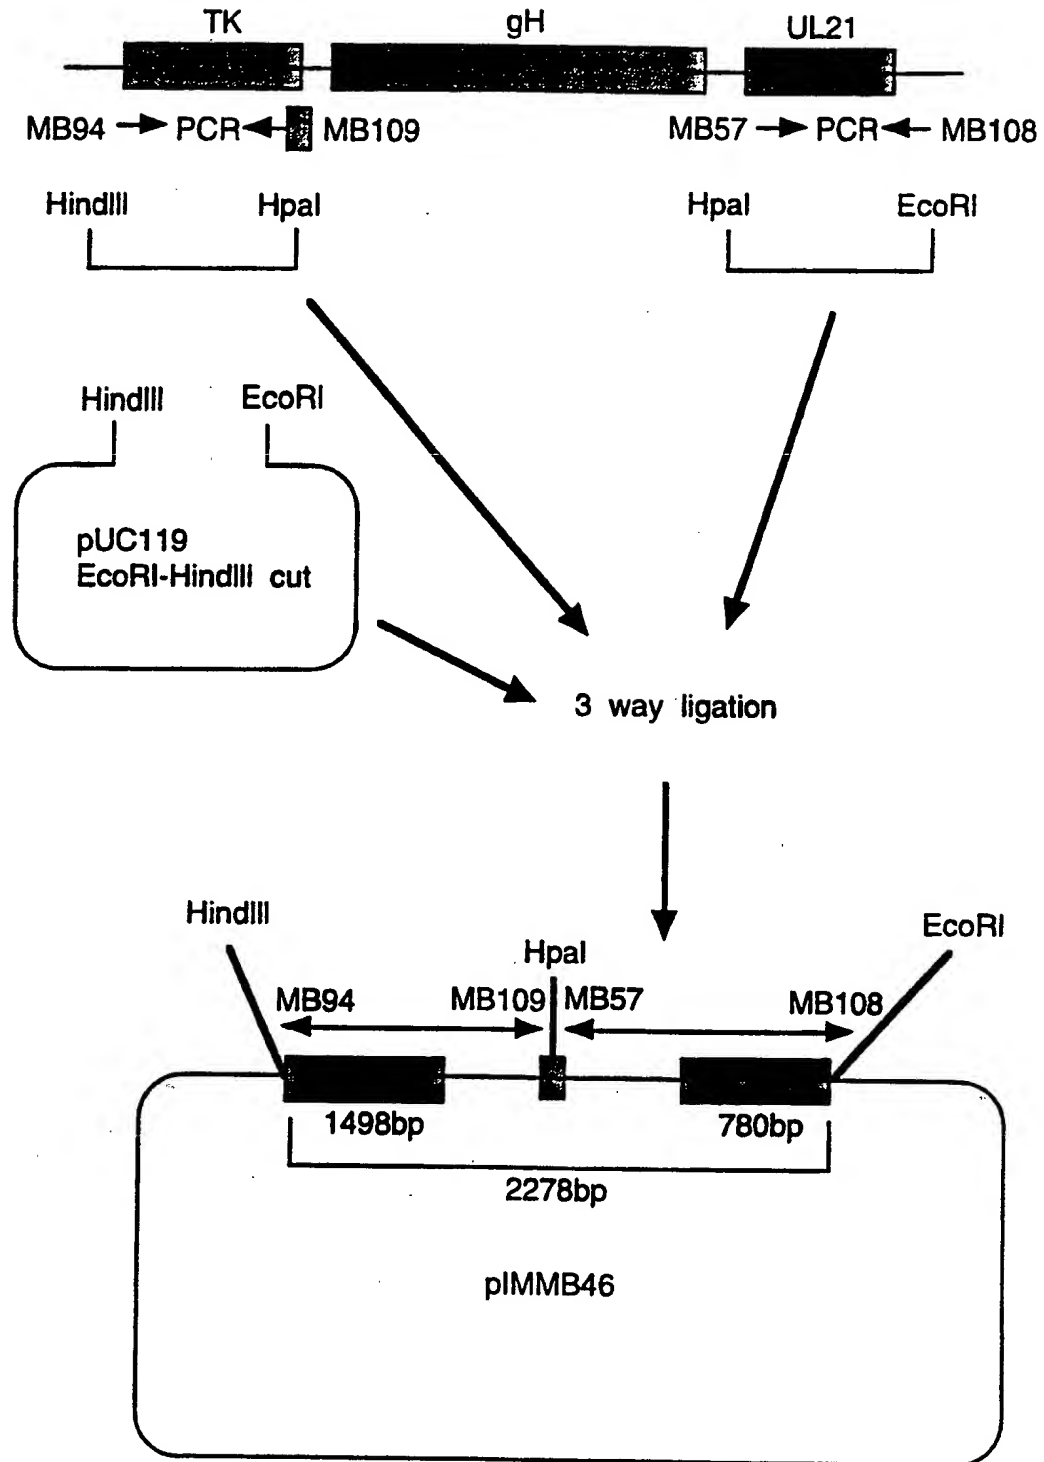 TK gH UL21
MB94 PCR MB109 MB57 PCR MB108
HindIII HpaI HpaI EcoRI
HindIII EcoRI
pUC119
EcoRI-HindIII cut
3 way ligation
HindIII EcoRI
HpaI
MB94 MB109 MB57 MB108
1498bp 780bp
2278bp
pIMMB46